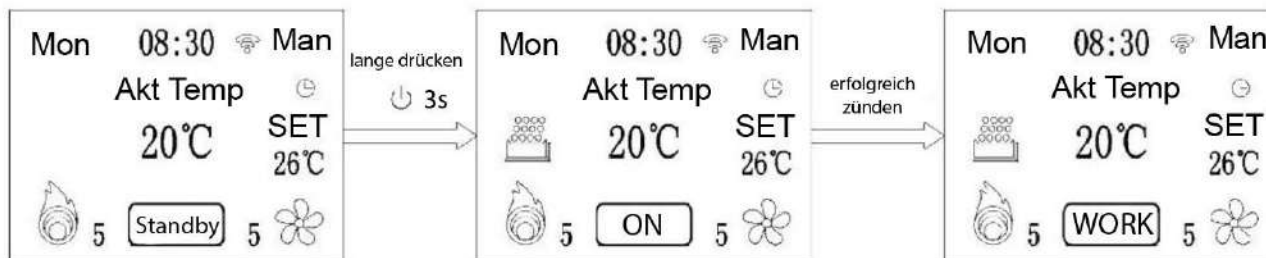 Mon 08:30 Man
Akt Temp
20℃
SET
26℃
5 Standby 5
lange drücken
3s
Mon 08:30 Man
Akt Temp
20℃
SET
26℃
5 ON 5
erfolgreich
zünden
Mon 08:30 Man
Akt Temp
20℃
SET
26℃
5 WORK 5